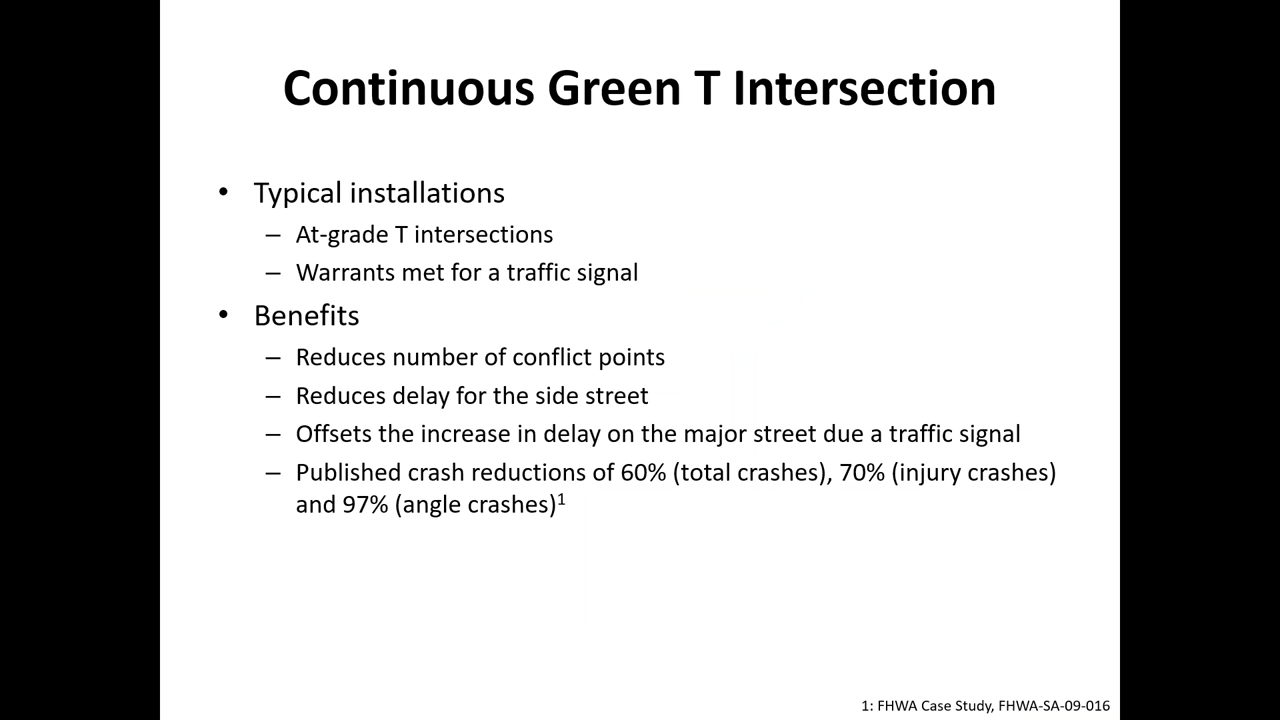 Continuous Green T Intersection
• Typical installations
– At-grade T intersections
– Warrants met for a traffic signal
• Benefits
– Reduces number of conflict points
– Reduces delay for the side street
– Offsets the increase in delay on the major street due a traffic signal
– Published crash reductions of 60% (total crashes), 70% (injury crashes)
and 97% (angle crashes)¹
1: FHWA Case Study, FHWA-SA-09-016